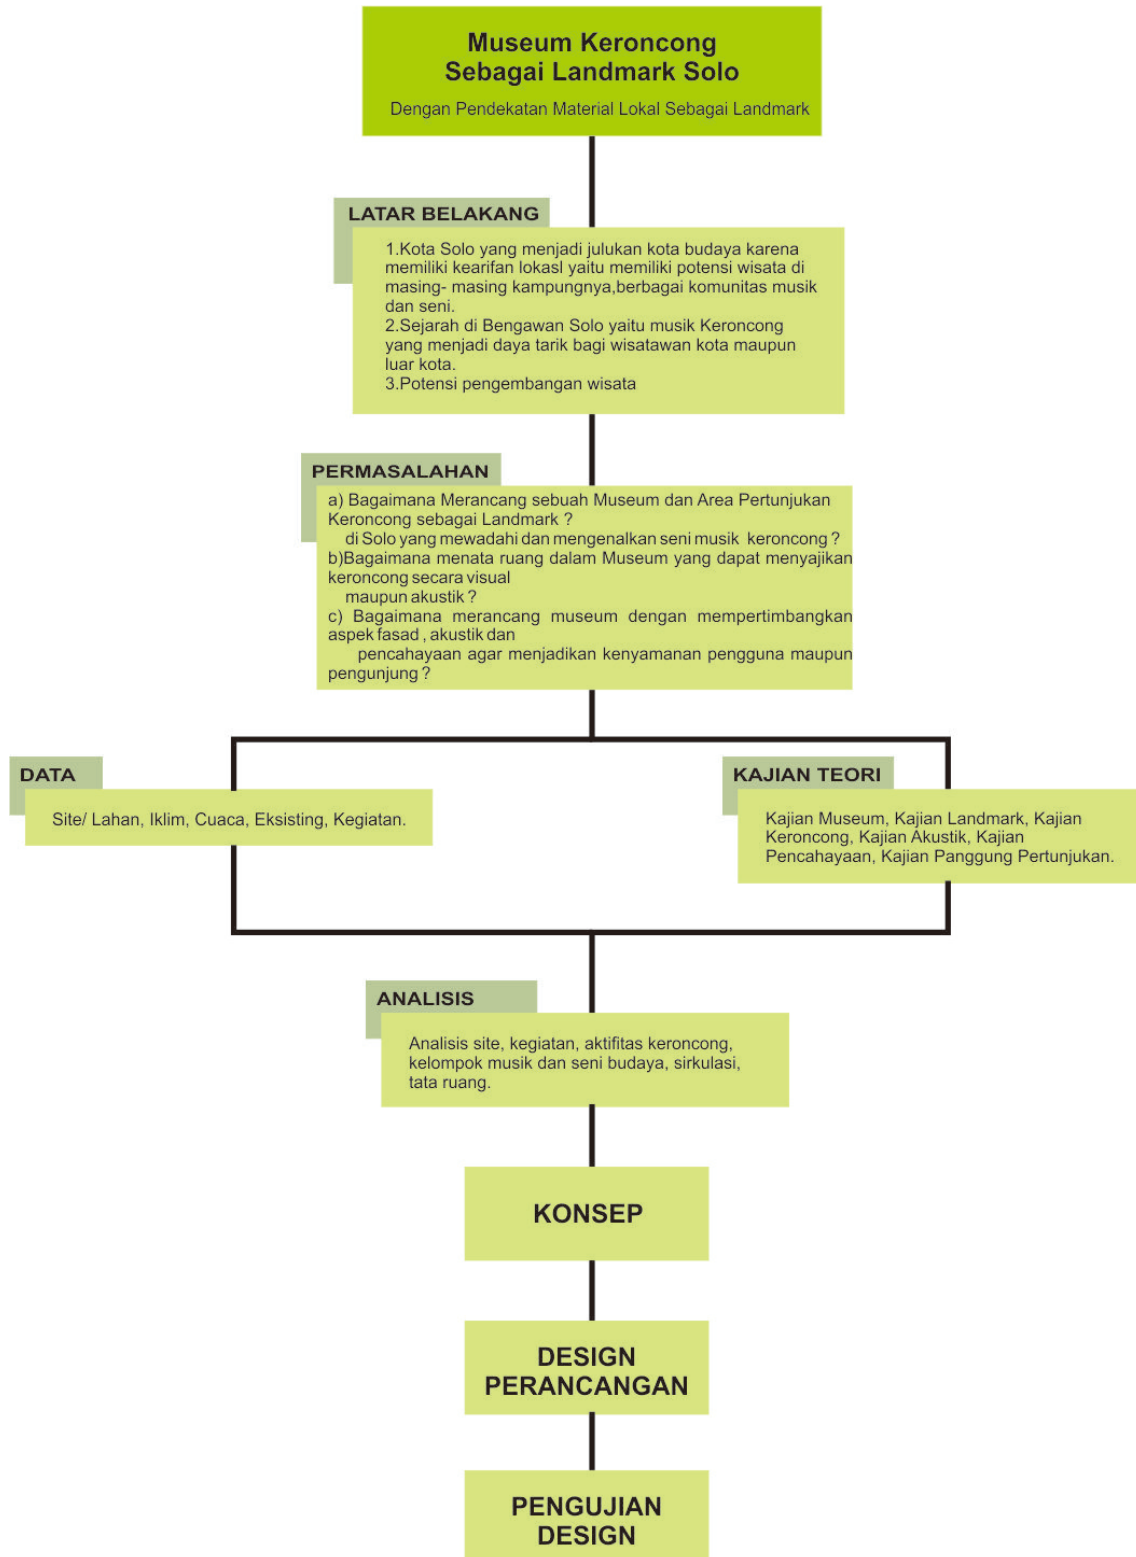 Museum Keroncong
Sebagai Landmark Solo
Dengan Pendekatan Material Lokal Sebagai Landmark
LATAR BELAKANG
1.Kota Solo yang menjadi julukan kota budaya karena
memiliki kearifan lokasl yaitu memiliki potensi wisata di
masing- masing kampungnya,berbagai komunitas musik
dan seni.
2.Sejarah di Bengawan Solo yaitu musik Keroncong
yang menjadi daya tarik bagi wisatawan kota maupun
luar kota.
3.Potensi pengembangan wisata
PERMASALAHAN
a) Bagaimana Merancang sebuah Museum dan Area Pertunjukan
Keroncong sebagai Landmark ?
di Solo yang mewadahi dan mengenalkan seni musik keroncong ?
b)Bagaimana menata ruang dalam Museum yang dapat menyajikan
keroncong secara visual
maupun akustik ?
c) Bagaimana merancang museum dengan mempertimbangkan
aspek fasad , akustik dan
pencahayaan agar menjadikan kenyamanan pengguna maupun
pengunjung ?
DATA
Site/ Lahan, Iklim, Cuaca, Eksisting, Kegiatan.
KAJIAN TEORI
Kajian Museum, Kajian Landmark, Kajian
Keroncong, Kajian Akustik, Kajian
Pencahayaan, Kajian Panggung Pertunjukan.
ANALISIS
Analisis site, kegiatan, aktifitas keroncong,
kelompok musik dan seni budaya, sirkulasi,
tata ruang.
KONSEP
DESIGN
PERANCANGAN
PENGUJIAN
DESIGN